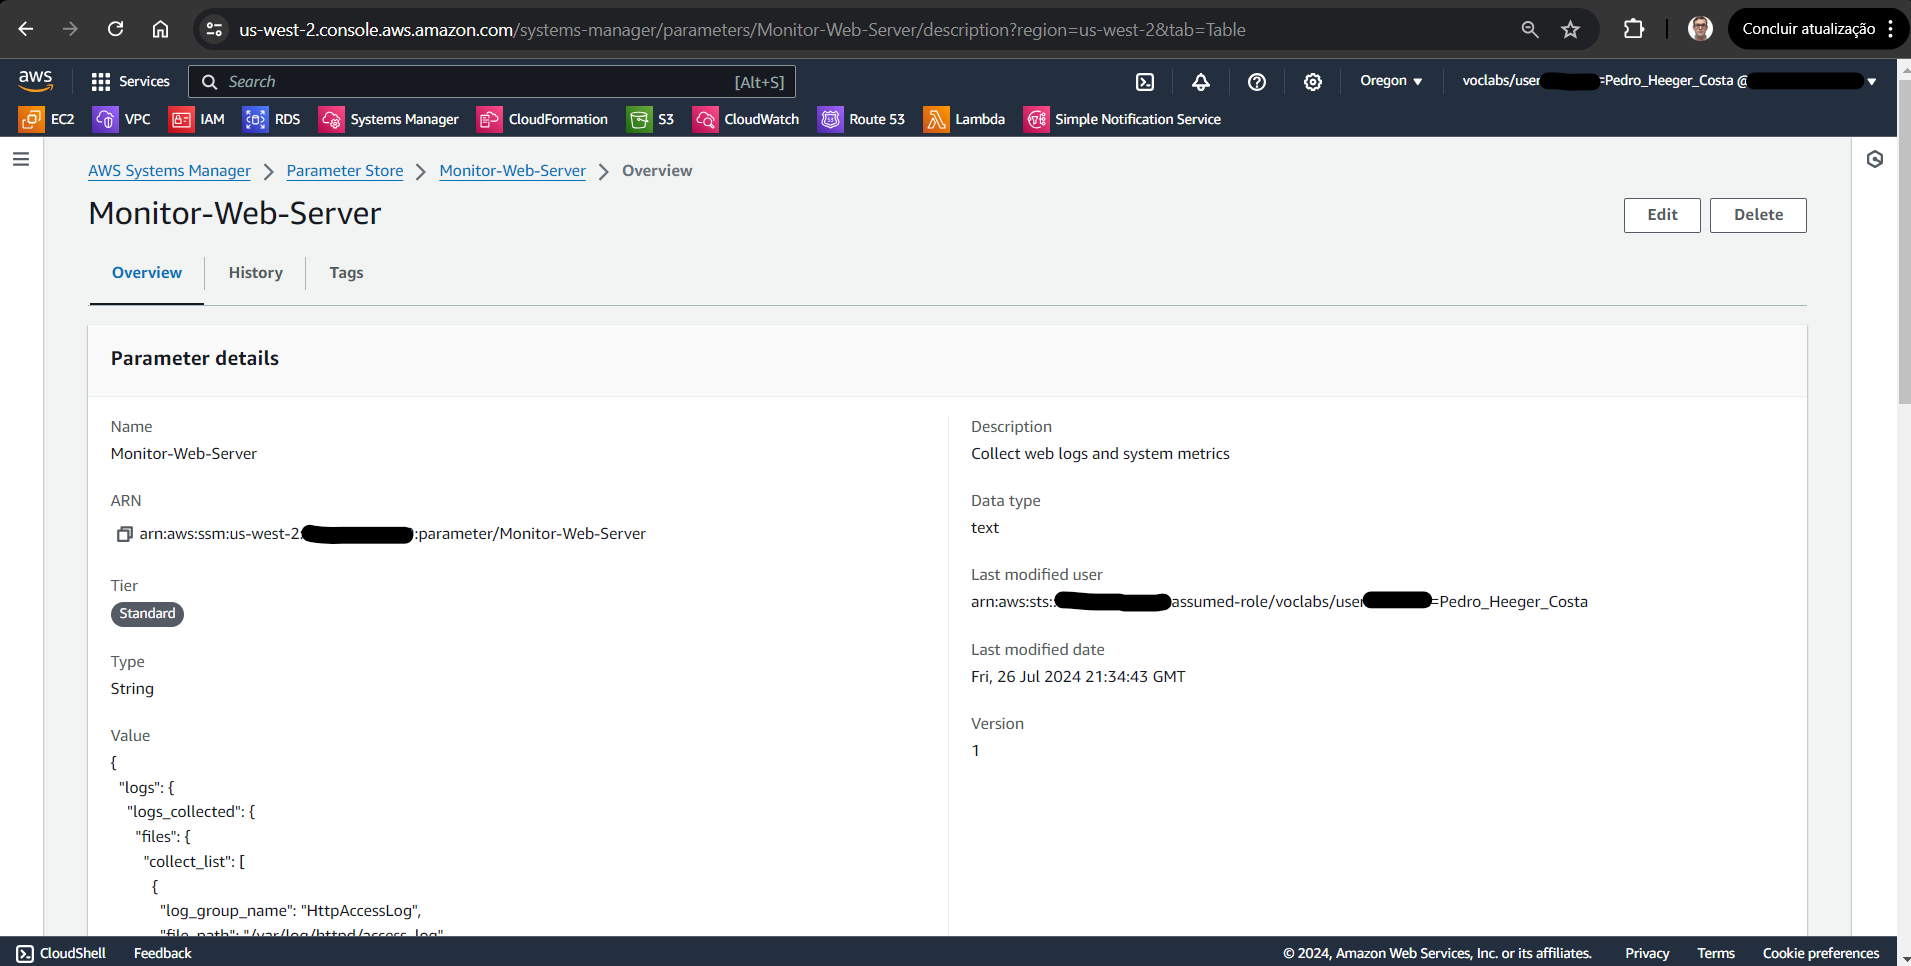 us-west-2.console.aws.amazon.com/systems-manager/parameters/Monitor-Web-Server/description?region=us-west-2&tab=Table
Concluir atualização
aws
Services
Search
[Alt+S]
Oregon
voclabs/user =Pedro_Heeger_Costa @
EC2
VPC
IAM
RDS
Systems Manager
CloudFormation
S3
CloudWatch
Route 53
Lambda
Simple Notification Service
AWS Systems Manager
Parameter Store
Monitor-Web-Server
Overview
Monitor-Web-Server
Edit
Delete
Overview
History
Tags
Parameter details
Name
Monitor-Web-Server
ARN
arn:aws:ssm:us-west-2: :parameter/Monitor-Web-Server
Tier
Standard
Type
String
Value
{
"logs": {
"logs_collected": {
"files": {
"collect_list": [
{
"log_group_name": "HttpAccessLog",
"file_path": "/var/log/httpd/access_log",
Description
Collect web logs and system metrics
Data type
text
Last modified user
arn:aws:sts:: assumed-role/voclabs/user =Pedro_Heeger_Costa
Last modified date
Fri, 26 Jul 2024 21:34:43 GMT
Version
1
CloudShell
Feedback
© 2024, Amazon Web Services, Inc. or its affiliates.
Privacy
Terms
Cookie preferences